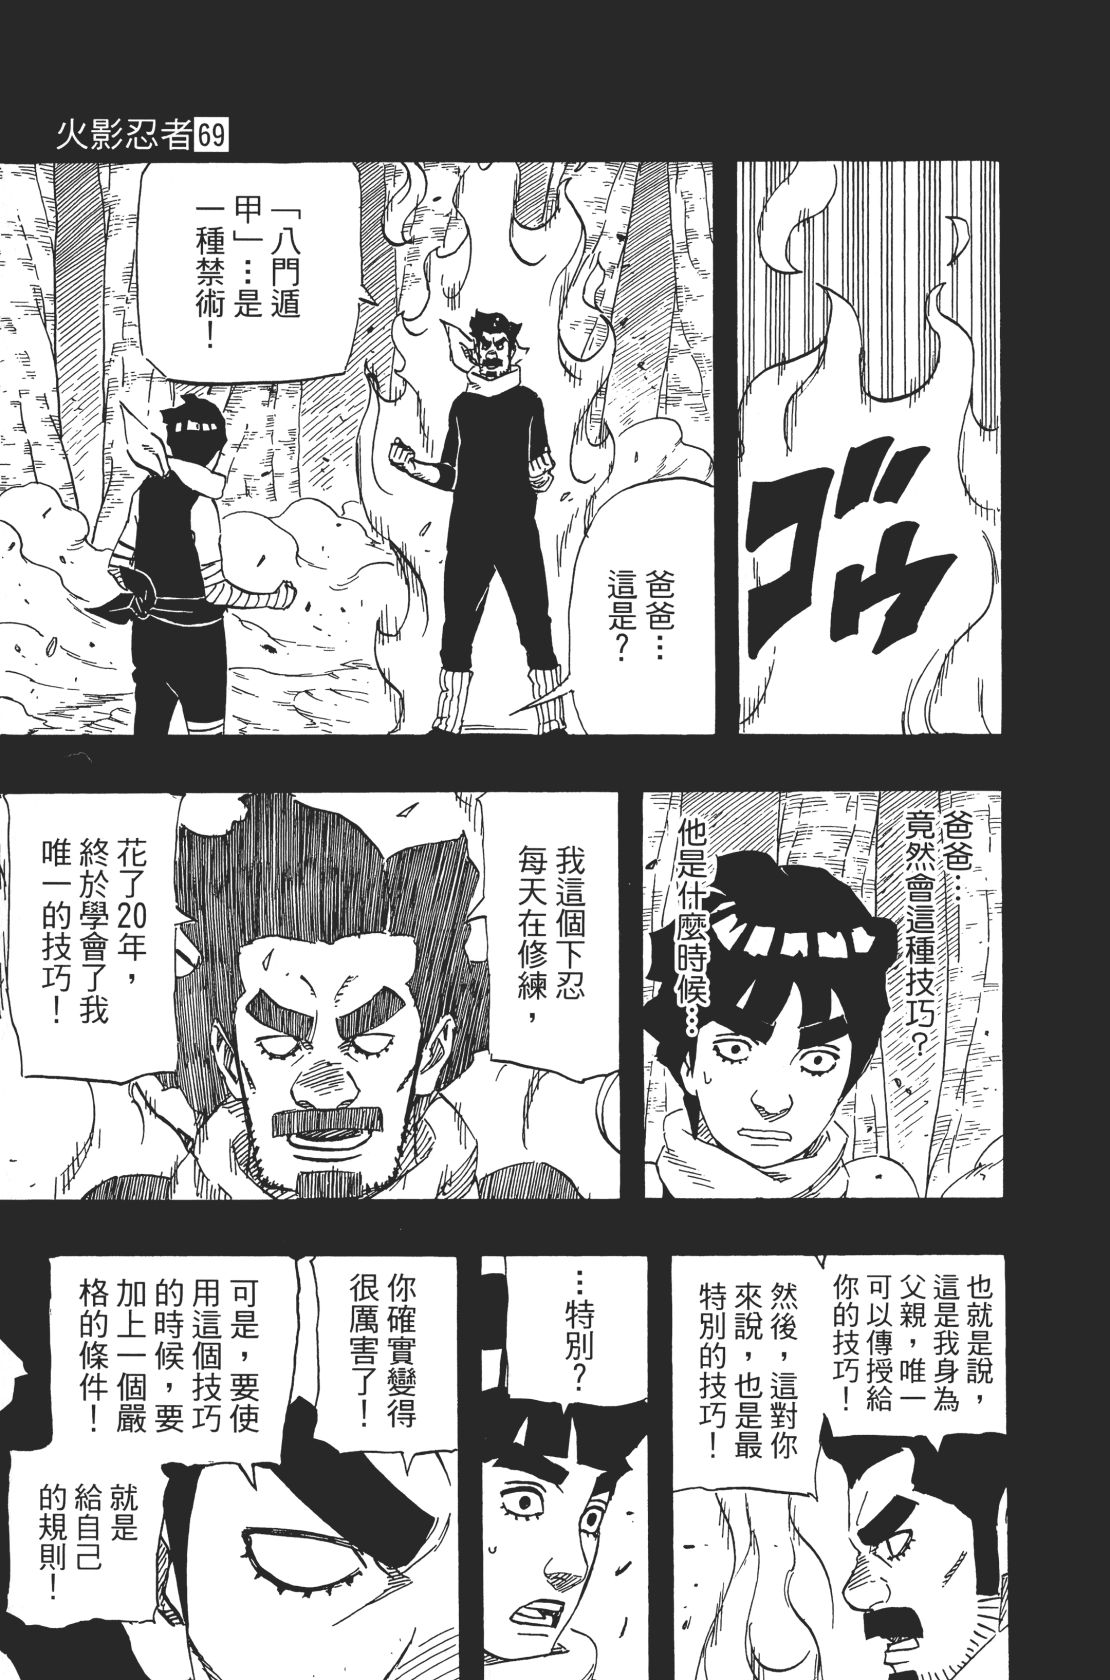 火影忍者69
ゴゥ
爸爸…
這是?
「八門遁
甲」…是
一種禁術!
爸爸…
竟然會這種技巧?
他是什麼時候…
我這個下忍
每天在修練,
花了20年,
終於學會了我
唯一的技巧!
也就是說,
這是我身為
父親,唯一
可以傳授給
你的技巧!
然後,這對你
來說,也是最
特別的技巧!
…特別?
你確實變得
很厲害了!
可是,要使
用這個技巧
的時候,要
加上一個嚴
格的條件!
就是
給自己
的規則!